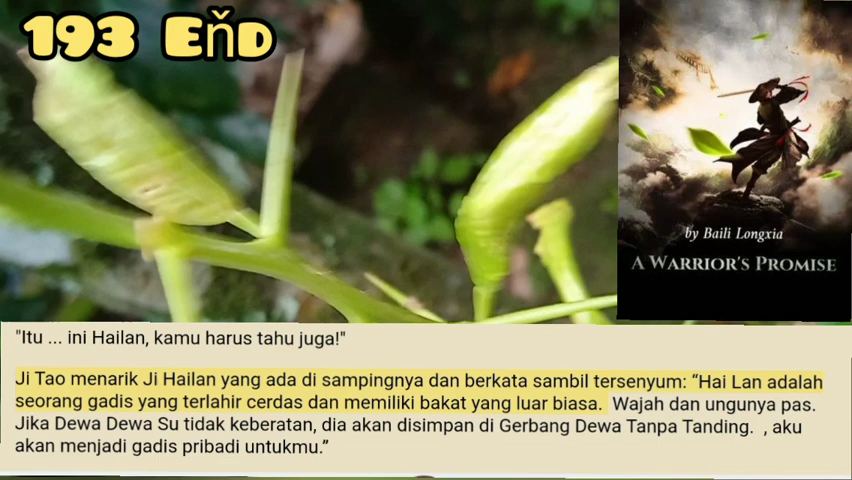 193 Eňd
by Baili Longxia
A Warrior's Promise
"Itu ... ini Hailan, kamu harus tahu juga!"
Ji Tao menarik Ji Hailan yang ada di sampingnya dan berkata sambil tersenyum: “Hai Lan adalah
seorang gadis yang terlahir cerdas dan memiliki bakat yang luar biasa. Wajah dan ungunya pas.
Jika Dewa Dewa Su tidak keberatan, dia akan disimpan di Gerbang Dewa Tanpa Tanding. , aku
akan menjadi gadis pribadi untukmu.”